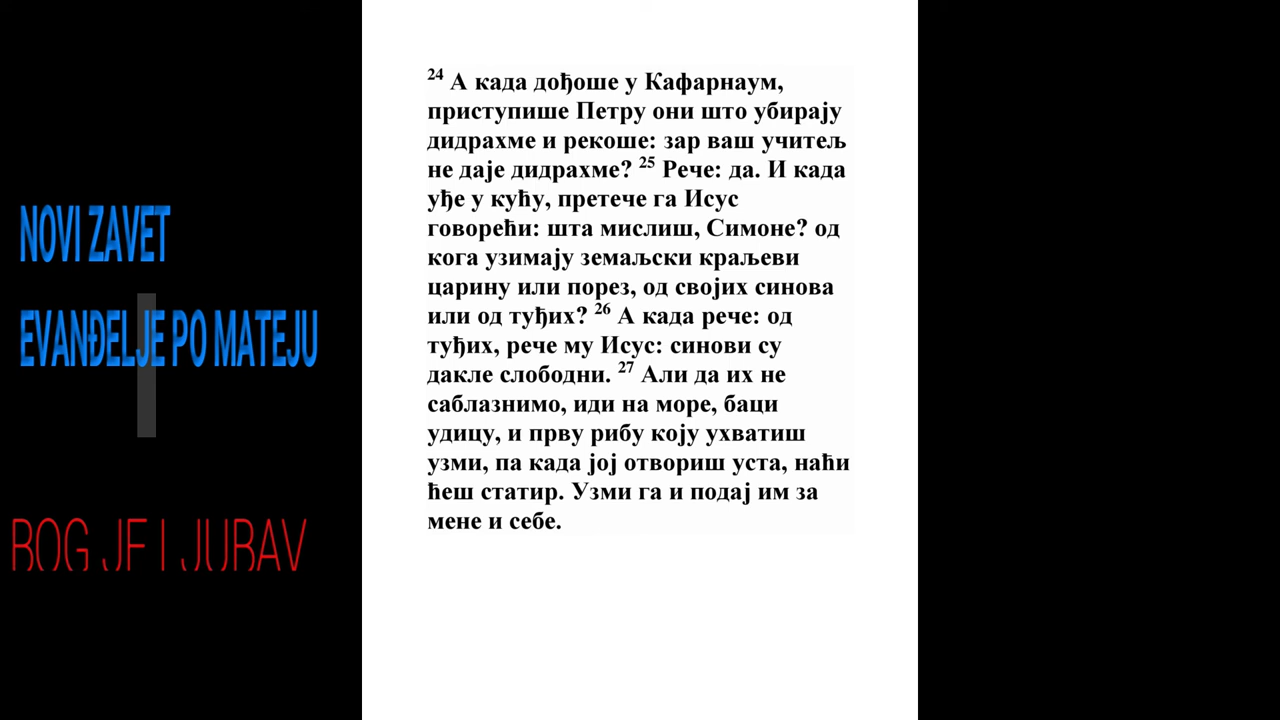 NOVI ZAVET
EVANĐELJE PO MATEJU
BOG JE LJUBAV
24 А када дођоше у Кафарнаум,
приступише Петру они што убирају
дидрахме и рекоше: зар ваш учитељ
не даје дидрахме? 25 Рече: да. И када
уђе у кућу, претече га Исус
говорећи: шта мислиш, Симоне? од
кога узимају земаљски краљеви
царину или порез, од својих синова
или од туђих? 26 А када рече: од
туђих, рече му Исус: синови су
дакле слободни. 27 Али да их не
саблазнимо, иди на море, баци
удицу, и прву рибу коју ухватиш
узми, па када јој отвориш уста, наћи
ћеш статир. Узми га и подај им за
мене и себе.